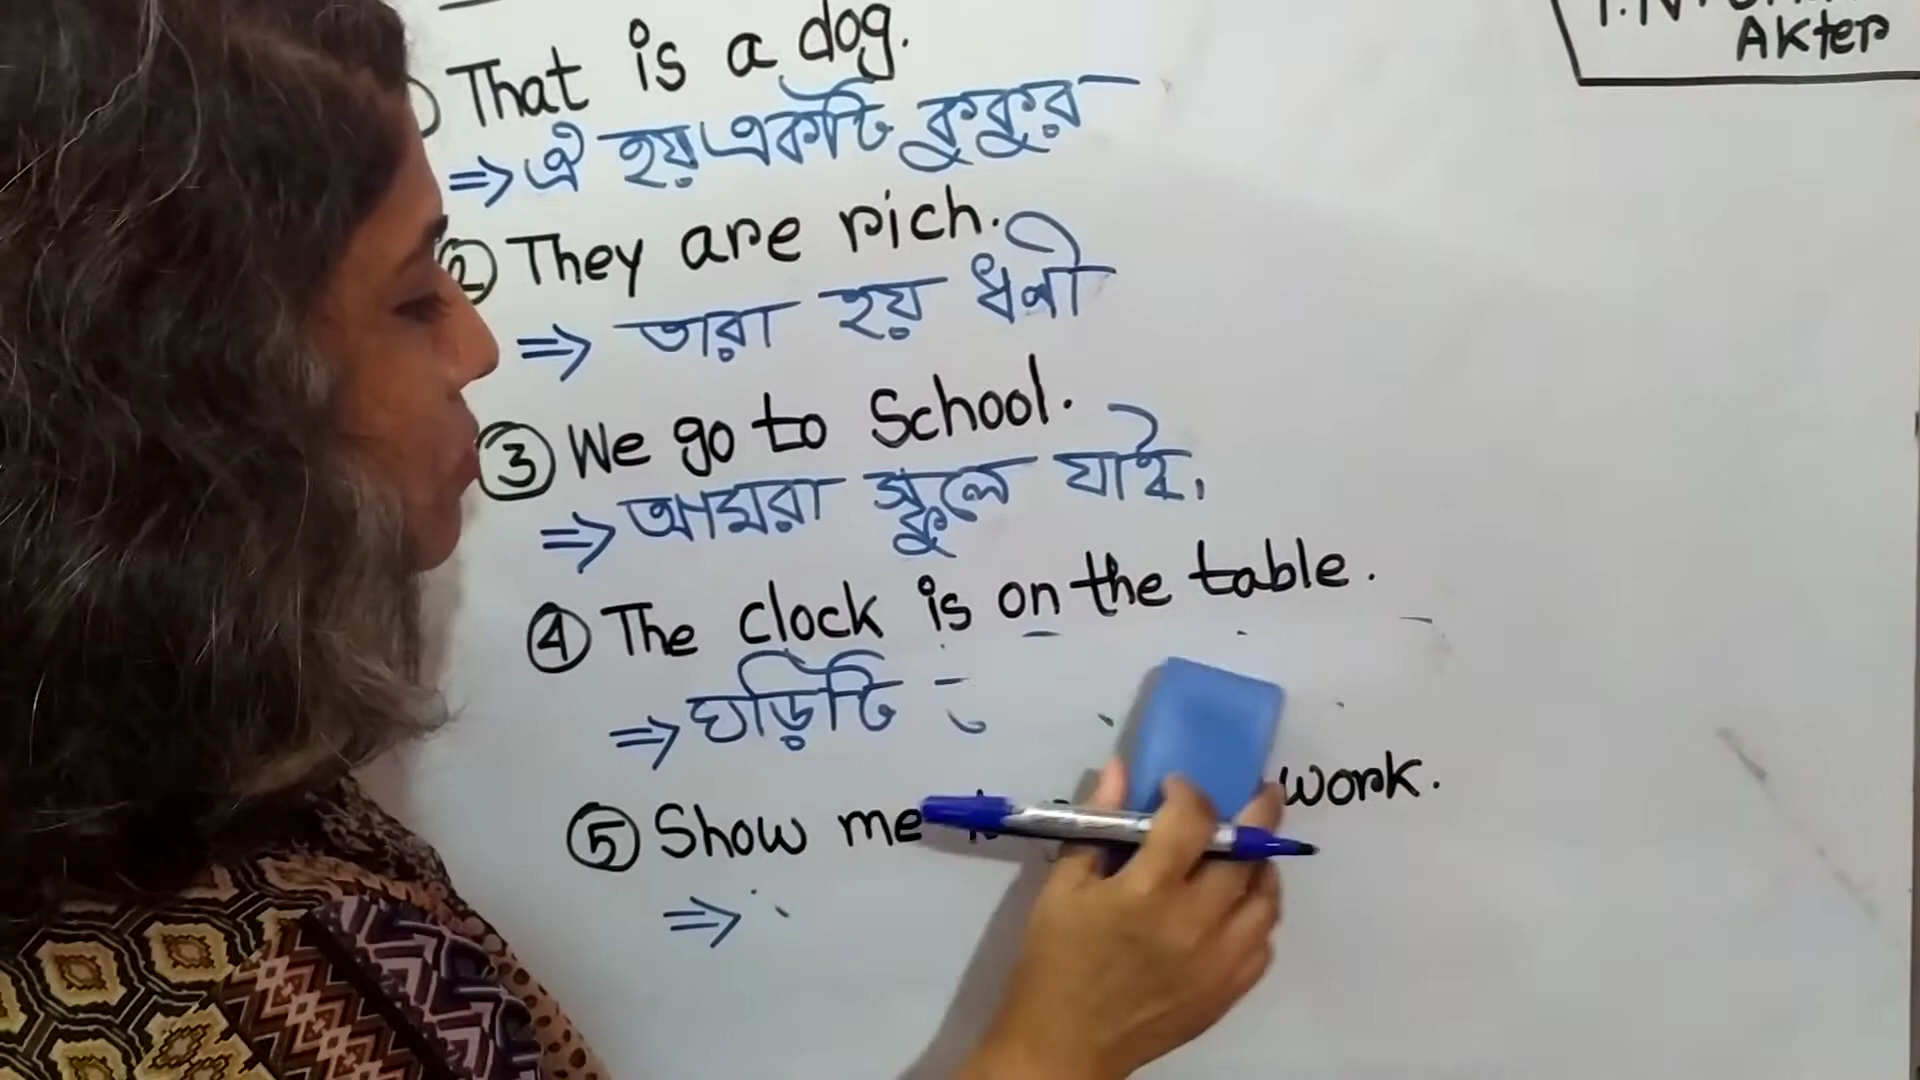 Akter
That is a dog.
⇒ ঐ হয় একটি কুকুর
② They are rich.
⇒ তারা হয় ধনী
③ We go to School.
⇒ আমরা স্কুলে যাই।
④ The clock is on the table.
⇒ ঘড়িটি
⑤ Show me work.
⇒